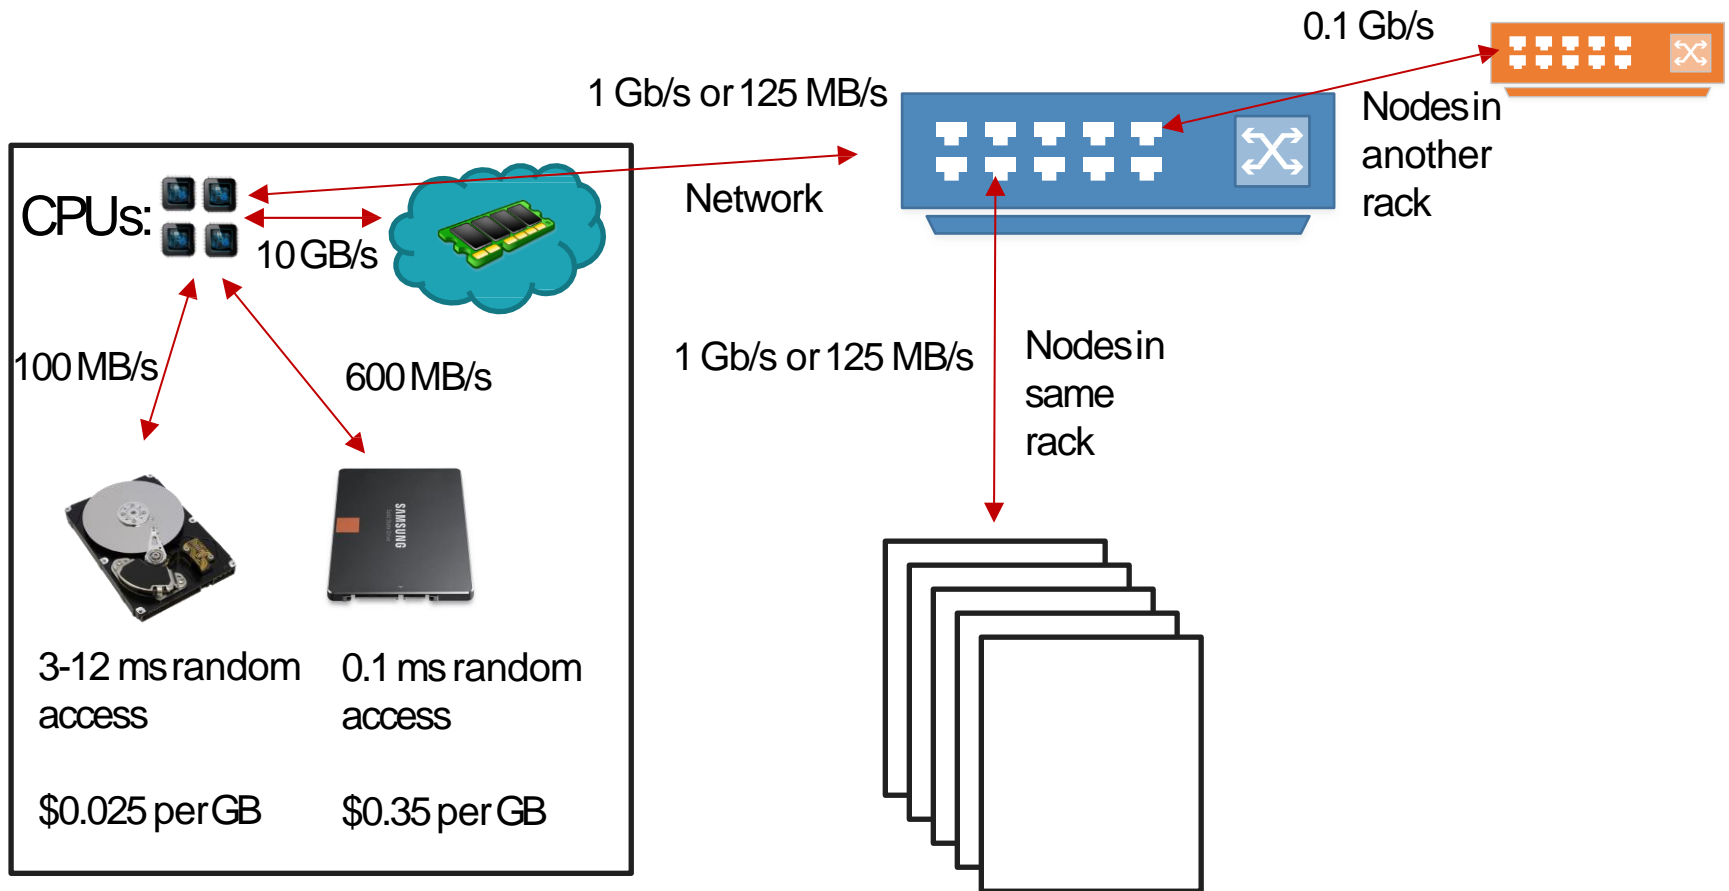 0.1 Gb/s
1 Gb/s or 125 MB/s
Nodes in
another
rack
Network
CPUs:
10 GB/s
100 MB/s
600 MB/s
1 Gb/s or 125 MB/s
Nodes in
same
rack
SAMSUNG
3-12 ms random
access
0.1 ms random
access
$0.025 per GB
$0.35 per GB